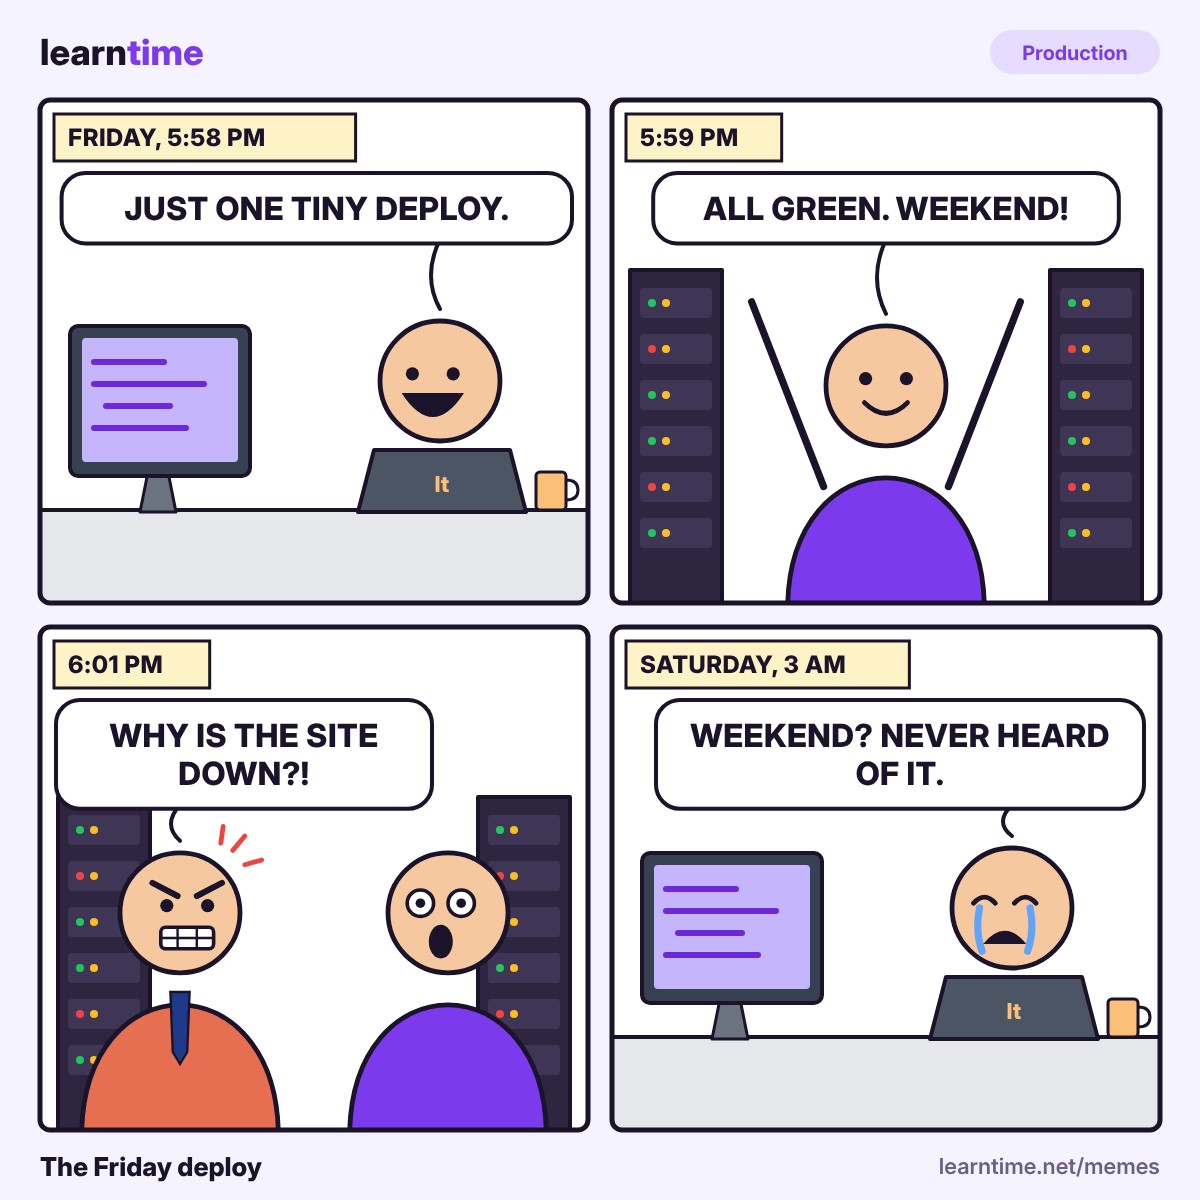 learntime
Production
FRIDAY, 5:58 PM
JUST ONE TINY DEPLOY.
lt
5:59 PM
ALL GREEN. WEEKEND!
6:01 PM
WHY IS THE SITE
DOWN?!
SATURDAY, 3 AM
WEEKEND? NEVER HEARD
OF IT.
lt
The Friday deploy
learntime.net/memes